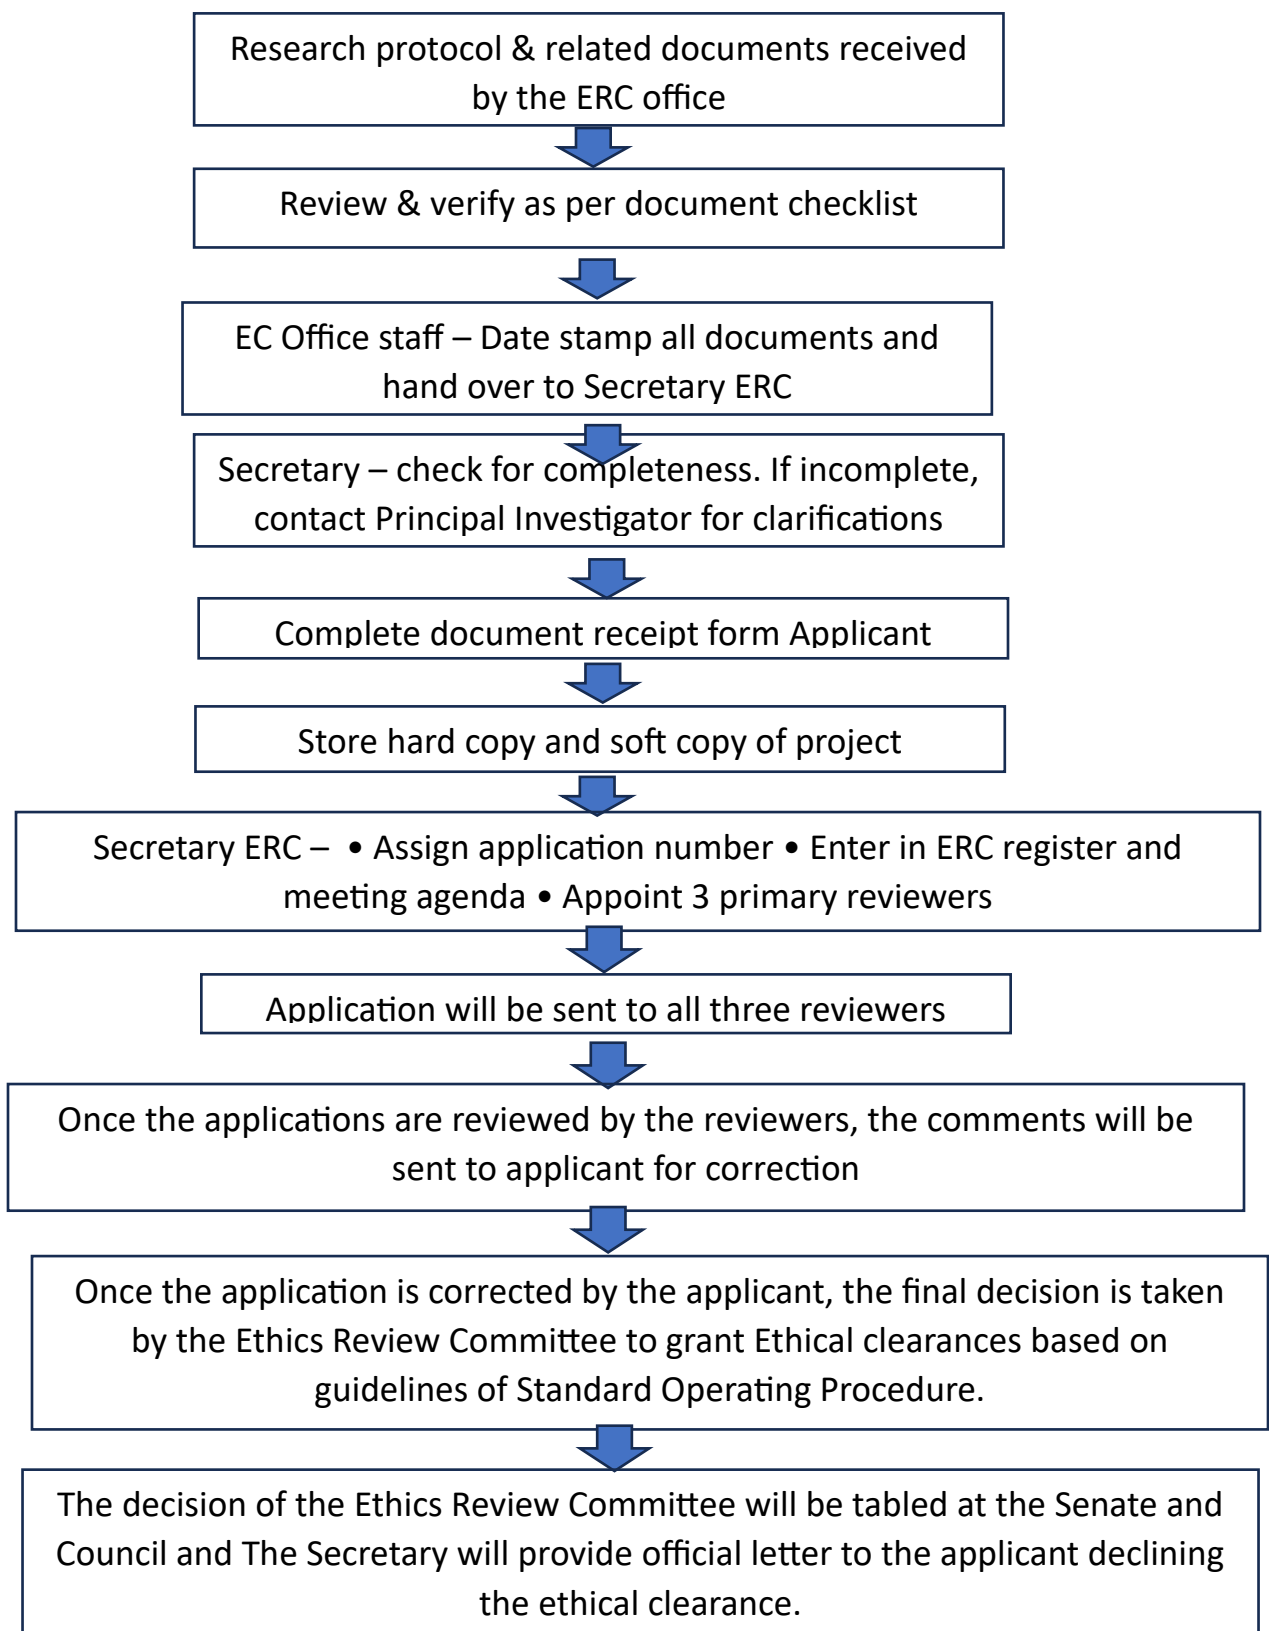 Research protocol & related documents received
by the ERC office
Review & verify as per document checklist
EC Office staff – Date stamp all documents and
hand over to Secretary ERC
Secretary – check for completeness. If incomplete,
contact Principal Investigator for clarifications
Complete document receipt form Applicant
Store hard copy and soft copy of project
Secretary ERC – • Assign application number • Enter in ERC register and
meeting agenda • Appoint 3 primary reviewers
Application will be sent to all three reviewers
Once the applications are reviewed by the reviewers, the comments will be
sent to applicant for correction
Once the application is corrected by the applicant, the final decision is taken
by the Ethics Review Committee to grant Ethical clearances based on
guidelines of Standard Operating Procedure.
The decision of the Ethics Review Committee will be tabled at the Senate and
Council and The Secretary will provide official letter to the applicant declining
the ethical clearance.